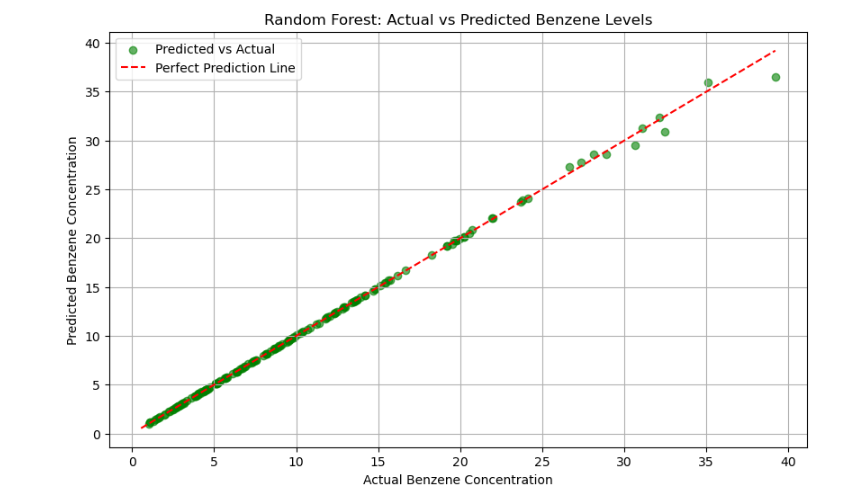 Random Forest: Actual vs Predicted Benzene Levels
Predicted vs Actual
Perfect Prediction Line
Predicted Benzene Concentration
40
35
30
25
20
15
10
5
0
0 5 10 15 20 25 30 35 40
Actual Benzene Concentration